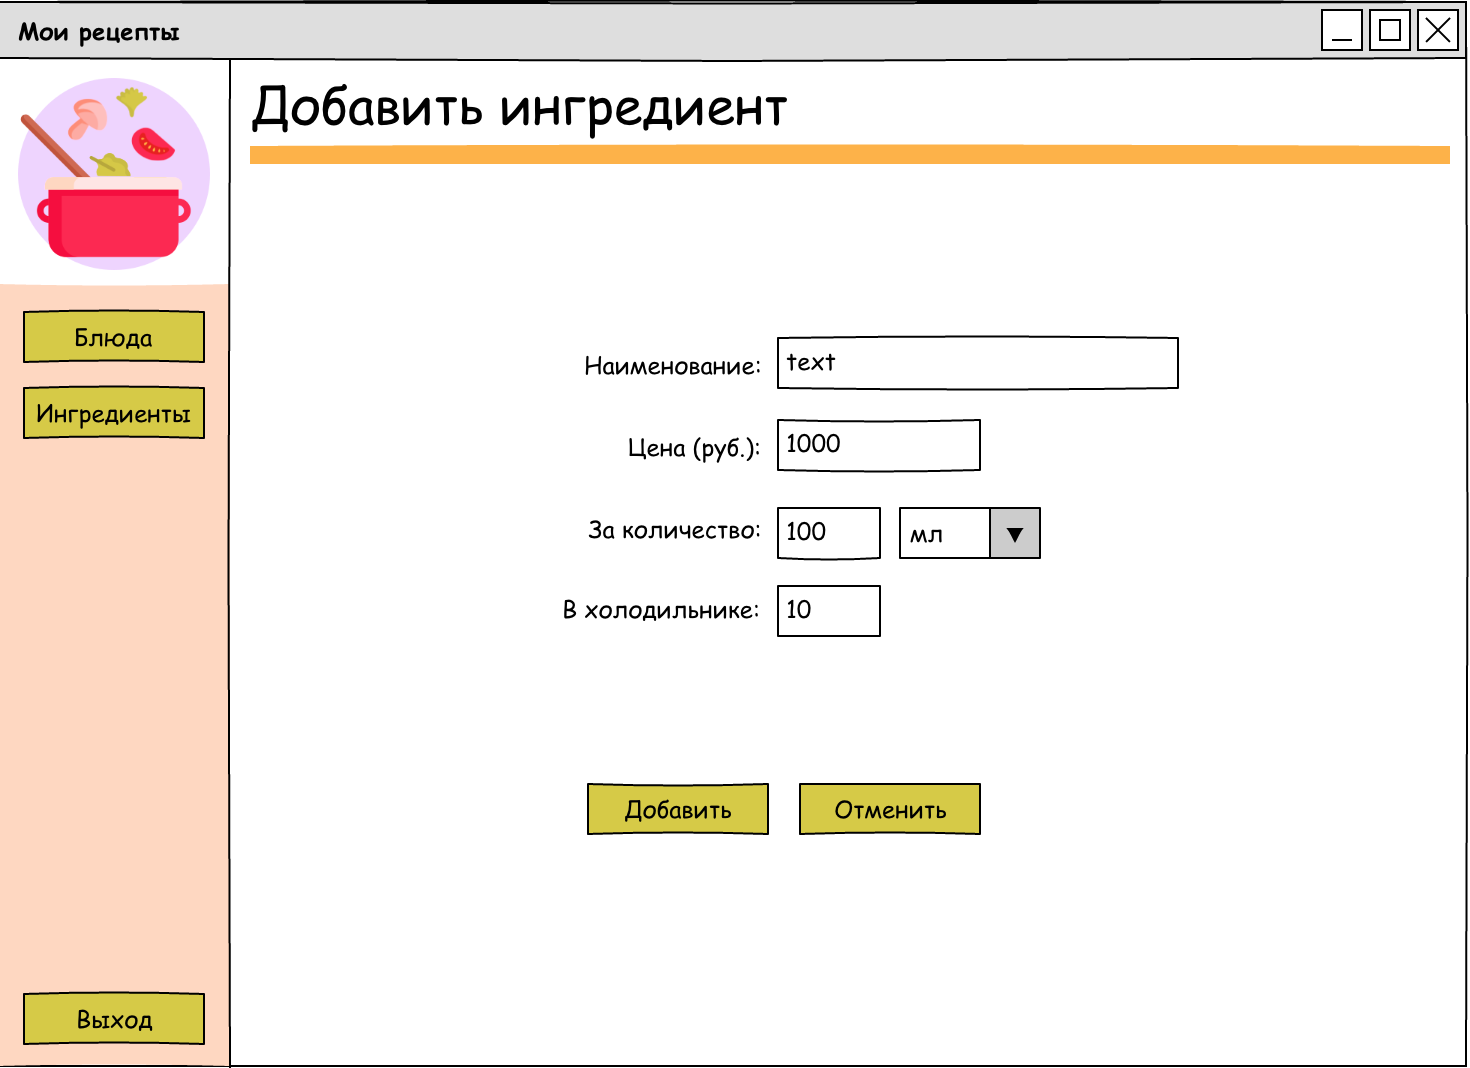 Мои рецепты
Добавить ингредиент
Блюда
Ингредиенты
Наименование: text
Цена (руб.): 1000
За количество: 100 мл
В холодильнике: 10
Добавить Отменить
Выход